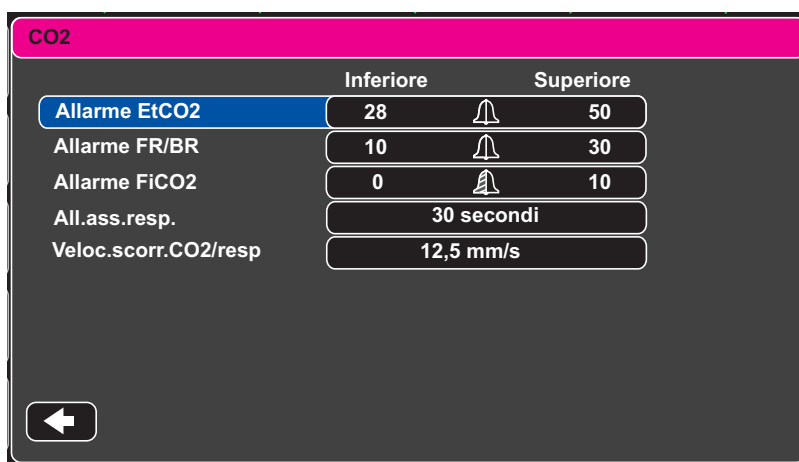 CO2
Inferiore Superiore
Allarme EtCO2 28 50
Allarme FR/BR 10 30
Allarme FiCO2 0 10
All.ass.resp. 30 secondi
Veloc.scorr.CO2/resp 12,5 mm/s